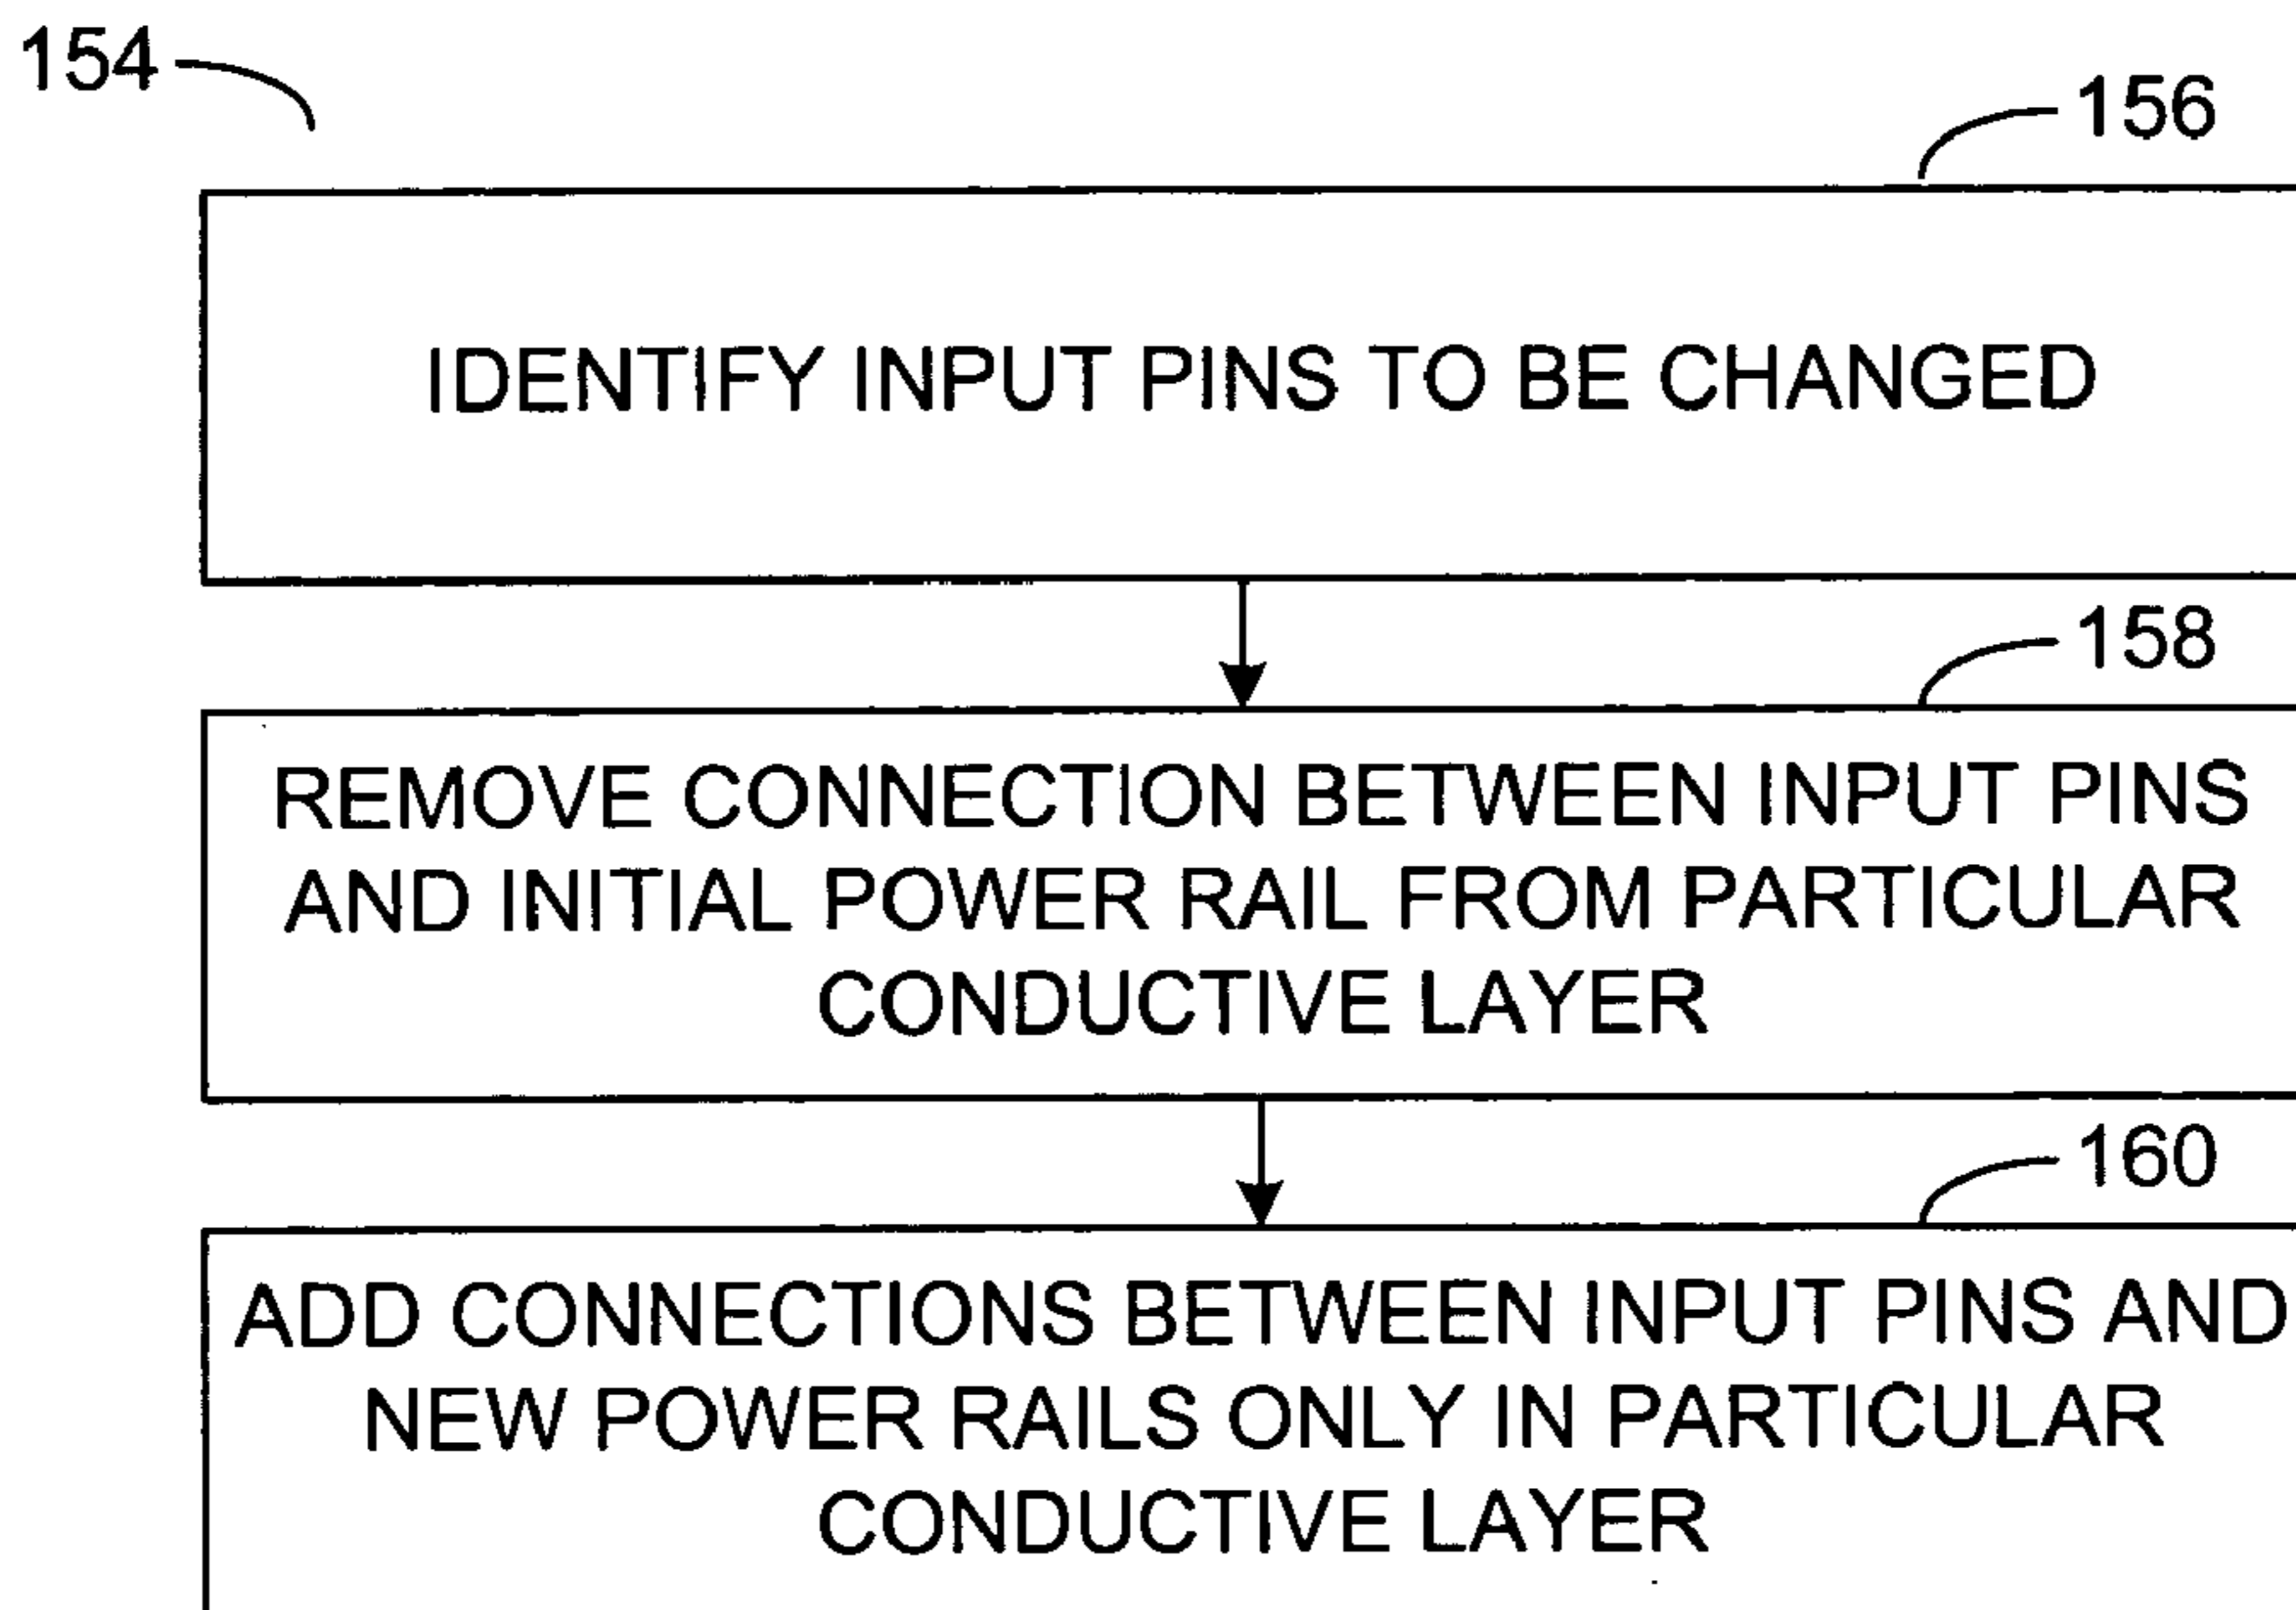 154
156
IDENTIFY INPUT PINS TO BE CHANGED
158
REMOVE CONNECTION BETWEEN INPUT PINS
AND INITIAL POWER RAIL FROM PARTICULAR
CONDUCTIVE LAYER
160
ADD CONNECTIONS BETWEEN INPUT PINS AND
NEW POWER RAILS ONLY IN PARTICULAR
CONDUCTIVE LAYER